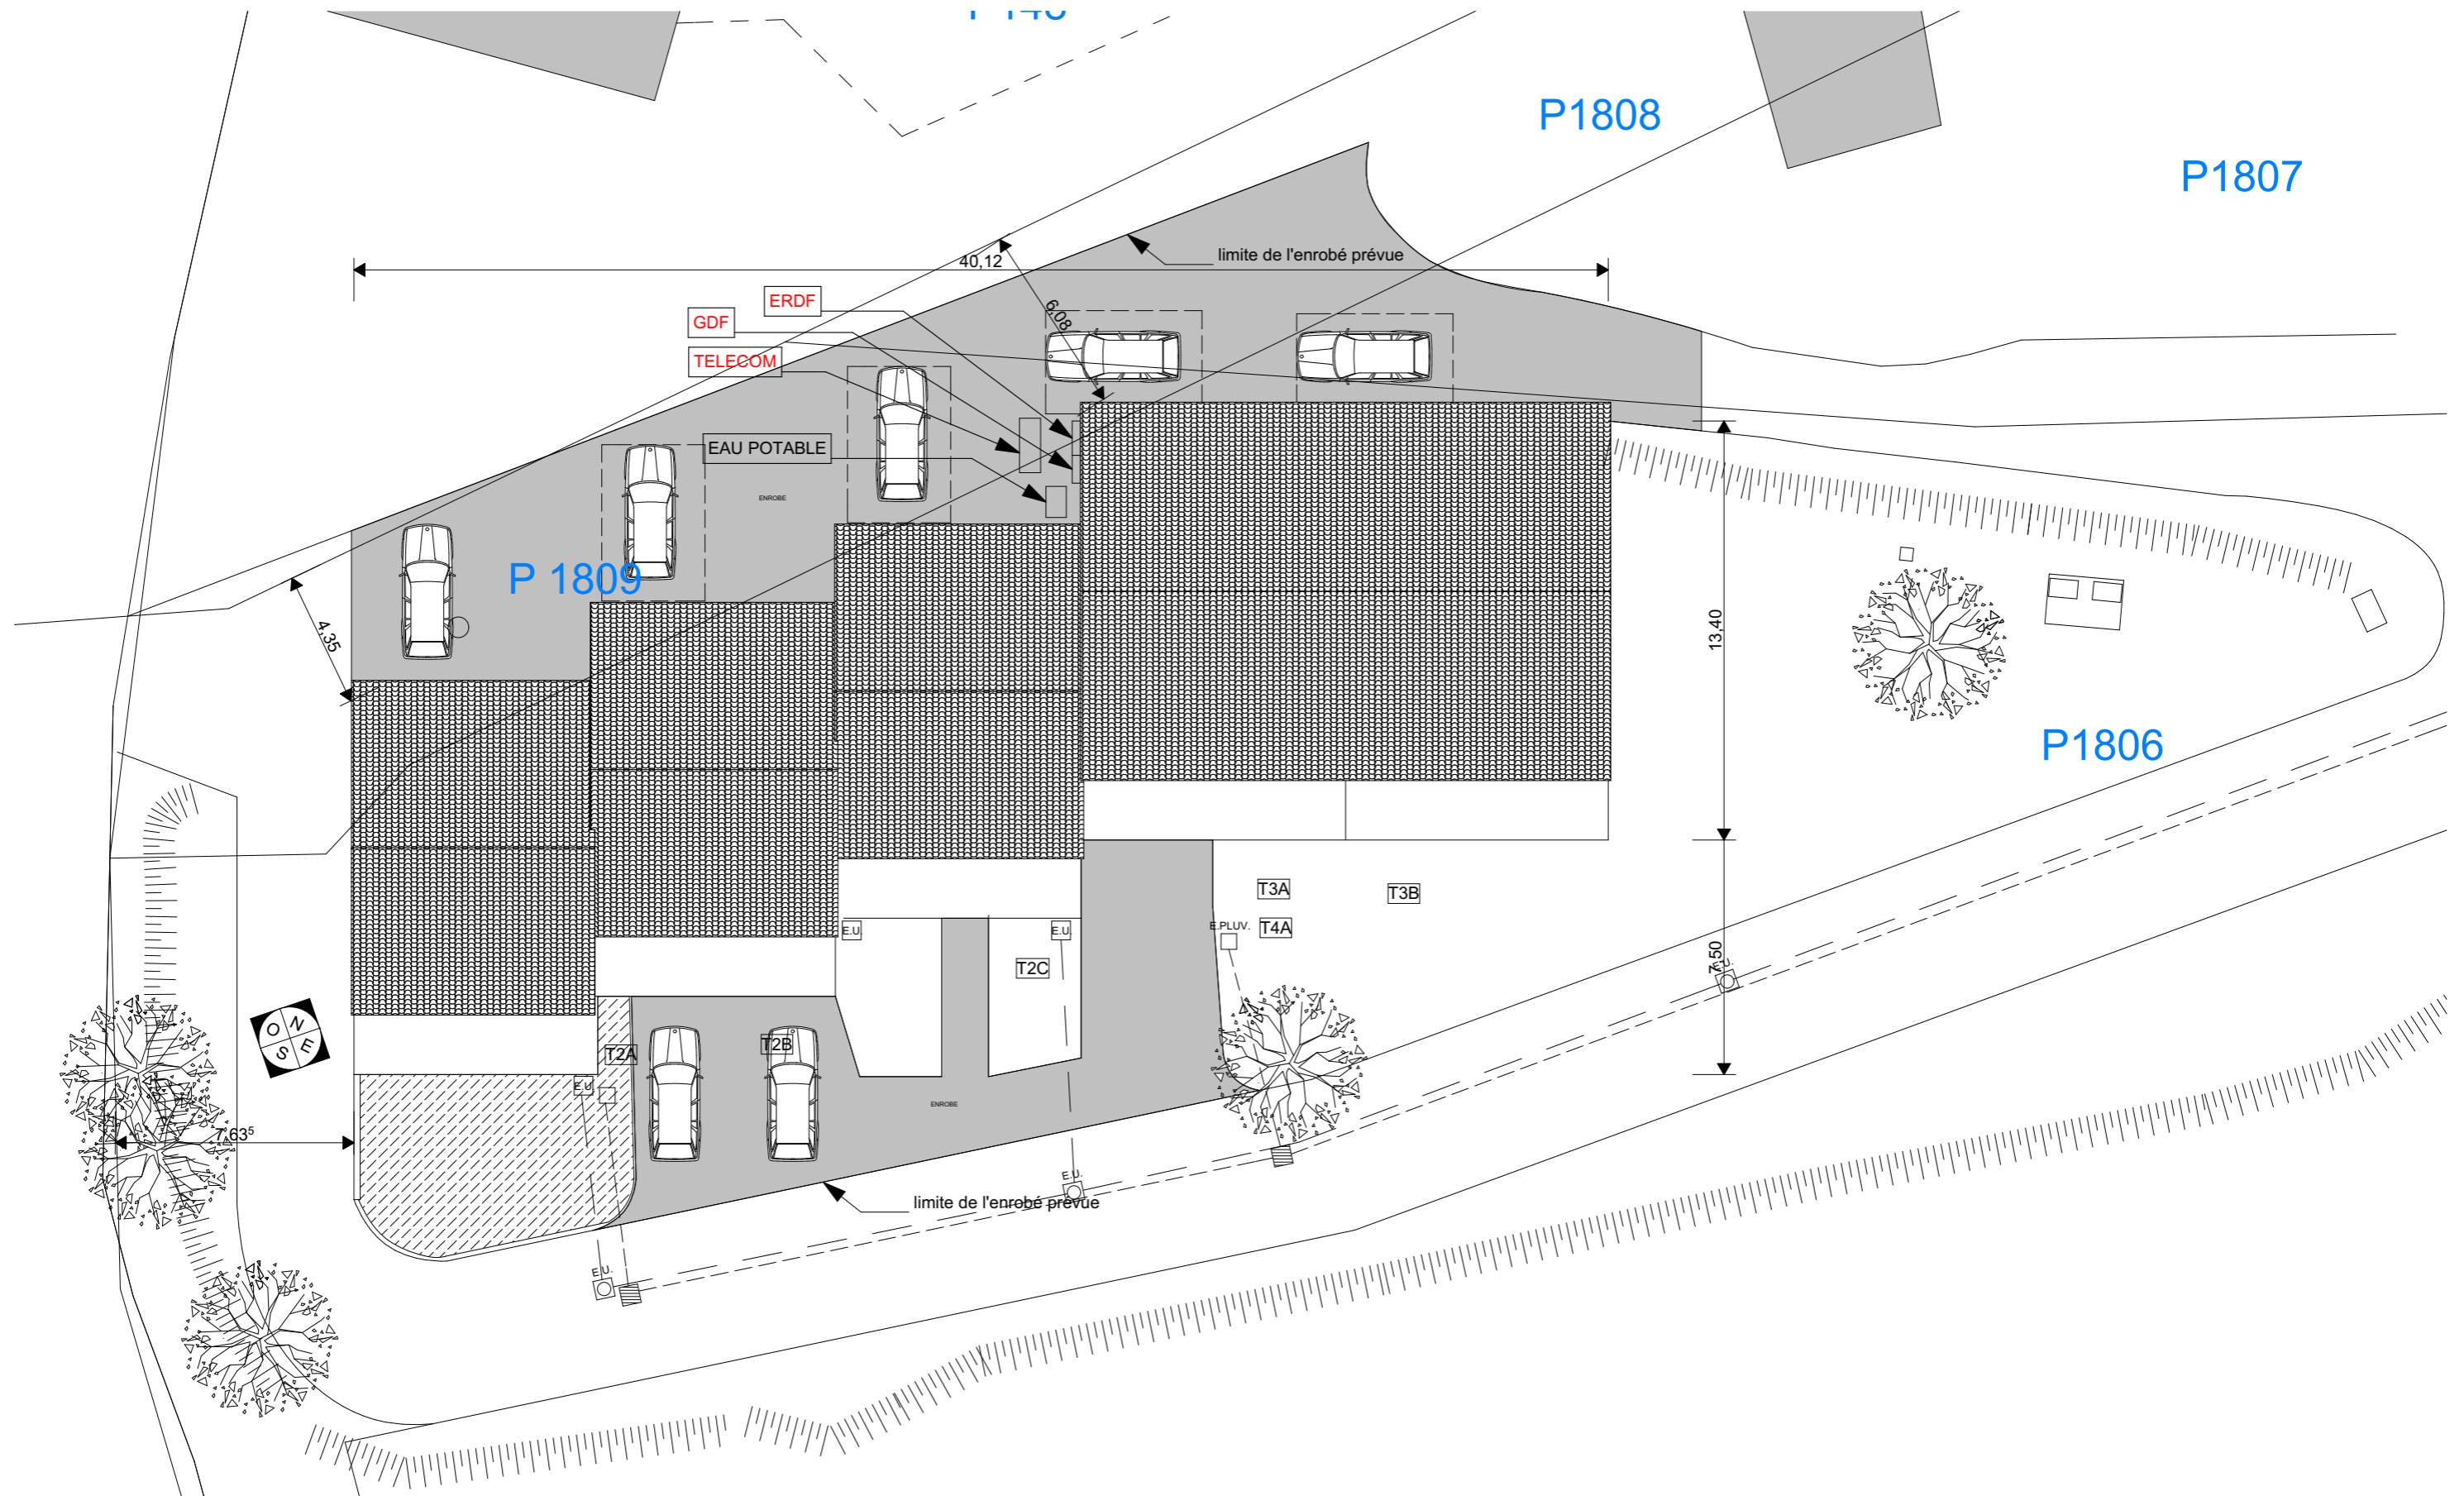 P1808
P1807
limite de l'enrobé prévue
40,12
ERDF
6,08
GDF
TELECOM
EAU POTABLE
ENROBE
P 1809
4,35
13,40
P1806
T3A
T3B
E.PLUV.
T4A
E.U.
E.U.
T2C
7,50
E.U.
N
O
E
S
T2B
T2A
E.U.
ENROBE
7,63⁵
E.U.
limite de l'enrobé prévue
E.U.